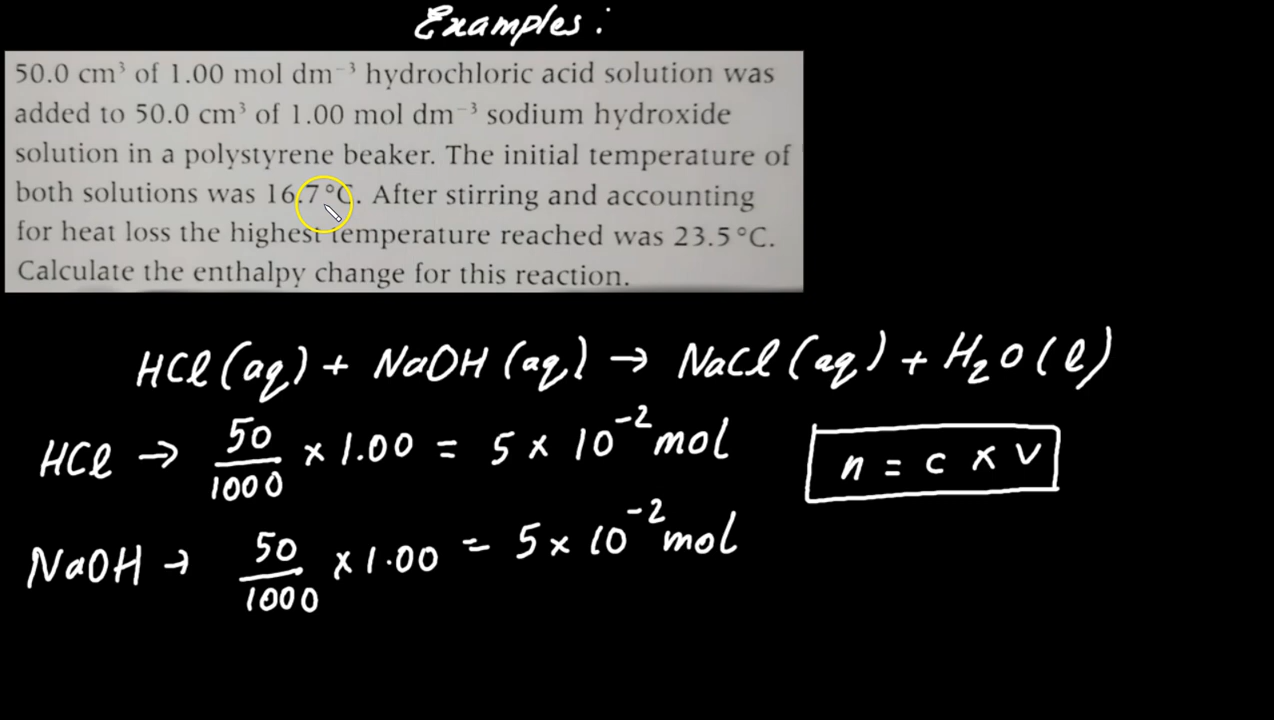 Examples:
50.0 cm³ of 1.00 mol dm⁻³ hydrochloric acid solution was
added to 50.0 cm³ of 1.00 mol dm⁻³ sodium hydroxide
solution in a polystyrene beaker. The initial temperature of
both solutions was 16.7°C. After stirring and accounting
for heat loss the highest temperature reached was 23.5°C.
Calculate the enthalpy change for this reaction.
HCl(aq) + NaOH(aq) → NaCl(aq) + H₂O(l)
HCl → 50/1000 × 1.00 = 5 × 10⁻² mol
n = c × v
NaOH → 50/1000 × 1.00 = 5 × 10⁻² mol